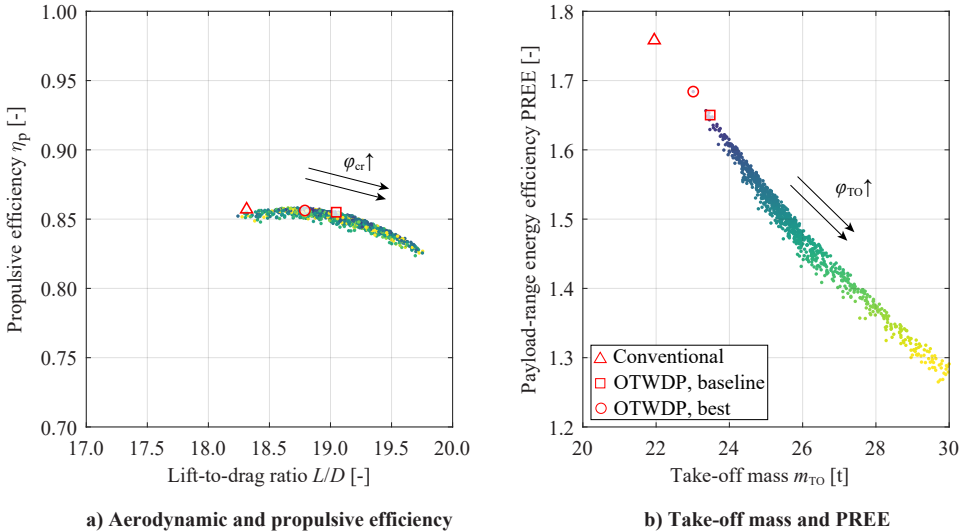 Propulsive efficiency ηp [-]
1.00
0.95
0.90
0.85
0.80
0.75
0.70
φcr↑
17.0 17.5 18.0 18.5 19.0 19.5 20.0
Lift-to-drag ratio L/D [-]
a) Aerodynamic and propulsive efficiency
Payload-range energy efficiency PREE [-]
1.8
1.7
1.6
1.5
1.4
1.3
1.2
φTO↑
Conventional
OTWDP, baseline
OTWDP, best
20 22 24 26 28 30
Take-off mass mTO [t]
b) Take-off mass and PREE